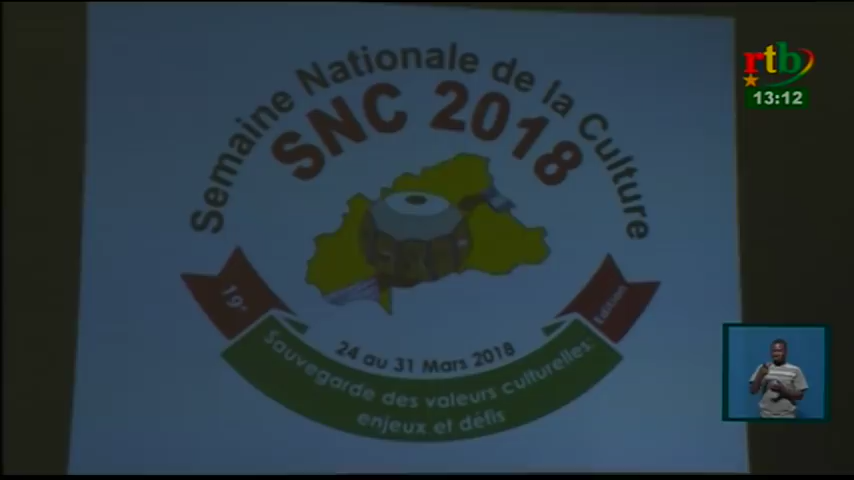 Semaine Nationale de la Culture
SNC 2018
19e Edition
24 au 31 Mars 2018
Sauvegarde des valeurs culturelles:
enjeux et défis
rtb
13:12